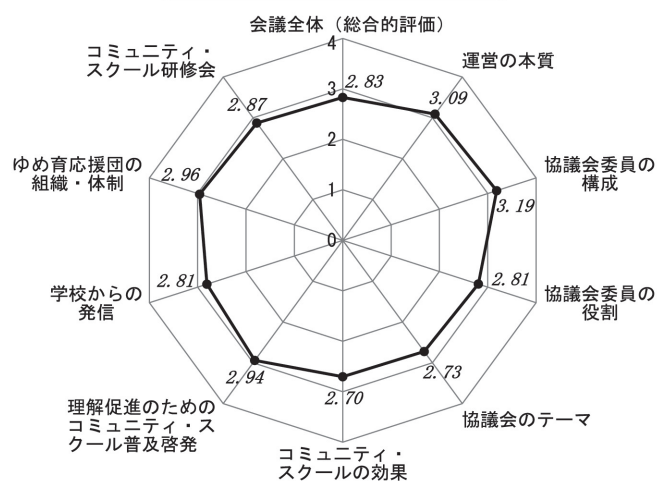 会議全体（総合的評価）
運営の本質
協議会委員の
構成
協議会委員の
役割
協議会のテーマ
コミュニティ・
スクールの効果
理解促進のための
コミュニティ・ス
クール普及啓発
学校からの
発信
ゆめ育応援団の
組織・体制
コミュニティ・
スクール研修会
4
3
2
1
0
2.83
3.09
3.19
2.81
2.73
2.70
2.94
2.81
2.96
2.87